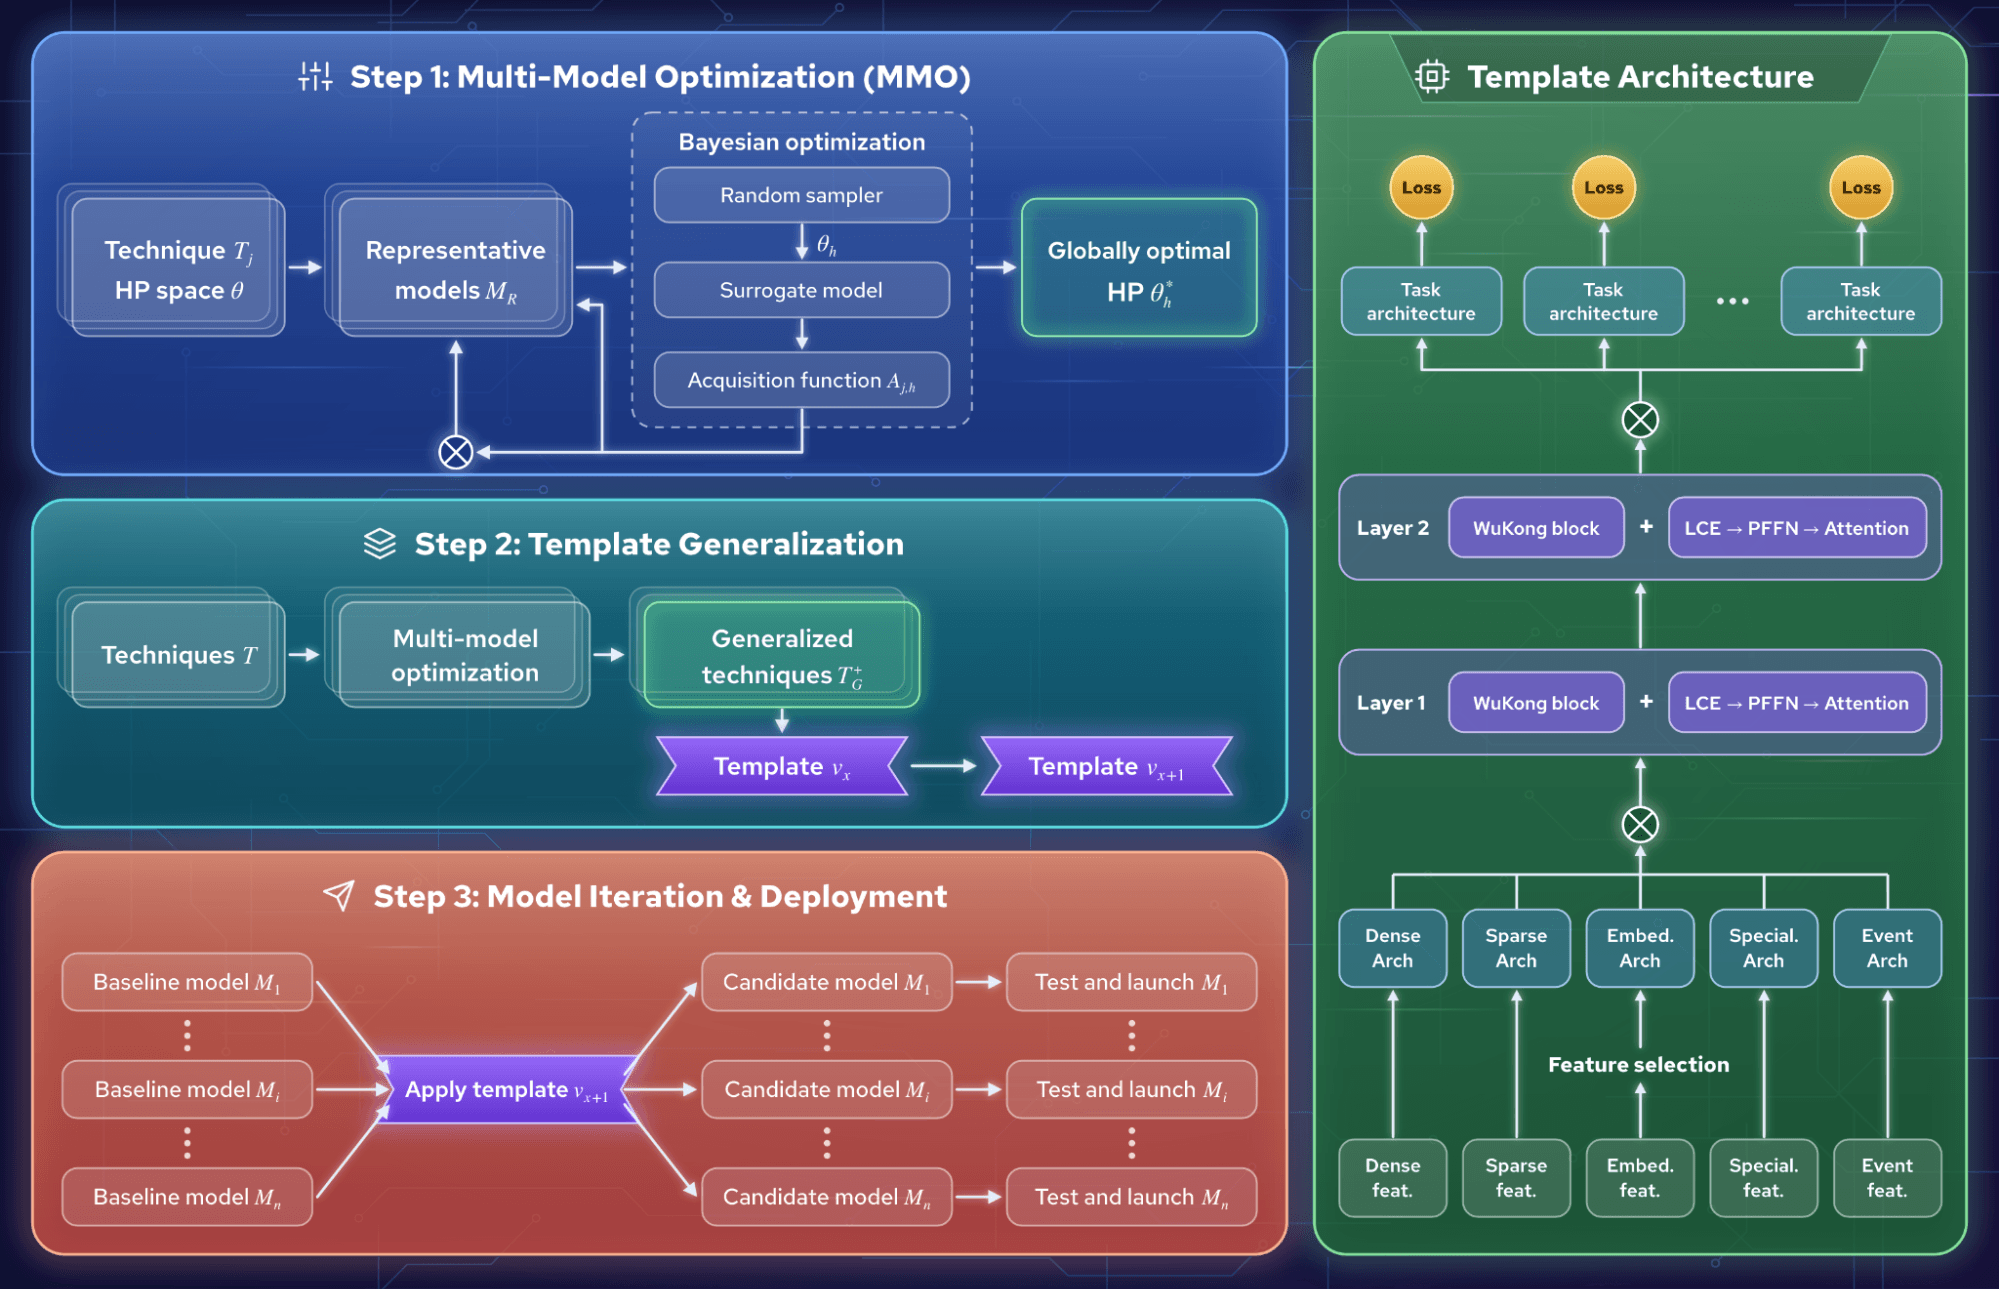 Step 1: Multi-Model Optimization (MMO)
Technique T_j
HP space θ
Representative
models M_R
Bayesian optimization
Random sampler
θ_h
Surrogate model
Acquisition function A_{j,h}
Globally optimal
HP θ_h^*
Step 2: Template Generalization
Techniques T
Multi-model
optimization
Generalized
techniques T_G^+
Template v_x
Template v_{x+1}
Step 3: Model Iteration & Deployment
Baseline model M_1
Baseline model M_i
Baseline model M_n
Apply template v_{x+1}
Candidate model M_1
Candidate model M_i
Candidate model M_n
Test and launch M_1
Test and launch M_i
Test and launch M_n
Template Architecture
Loss
Loss
Loss
Task
architecture
Task
architecture
...
Task
architecture
Layer 2
WuKong block
+
LCE → PFFN → Attention
Layer 1
WuKong block
+
LCE → PFFN → Attention
Dense
Arch
Sparse
Arch
Embed.
Arch
Special.
Arch
Event
Arch
Feature selection
Dense
feat.
Sparse
feat.
Embed.
feat.
Special.
feat.
Event
feat.